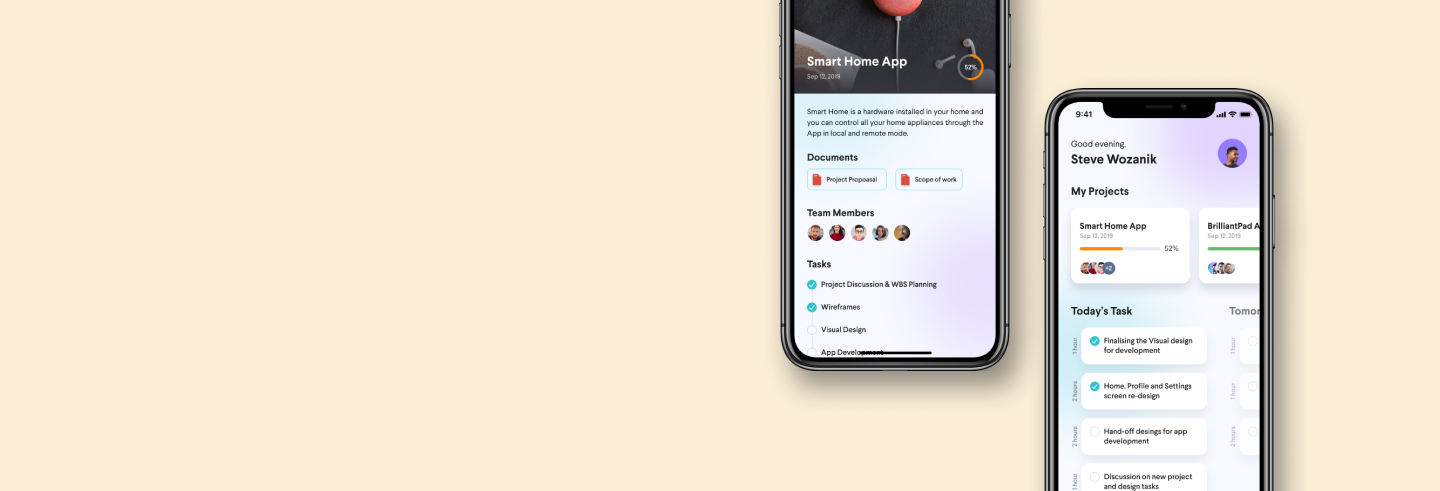 Smart Home App
Sep 12, 2019
52%
Smart Home is a hardware installed in your home and
you can control all your home appliances through the
App in local and remote mode.
Documents
Project Propoasal
Scope of work
Team Members
Tasks
Project Discussion & WBS Planning
Wireframes
Visual Design
App Development
9:41
Good evening,
Steve Wozanik
My Projects
Smart Home App
Sep 12, 2019
52%
+2
BrilliantPad A
Sep 12, 2019
Today's Task
Tomor
1 hour
Finalising the Visual design
for development
1 hour
2 hours
Home, Profile and Settings
screen re-design
1 hour
2 hours
Hand-off desings for app
development
2 hours
1 hour
Discussion on new project
and design tasks